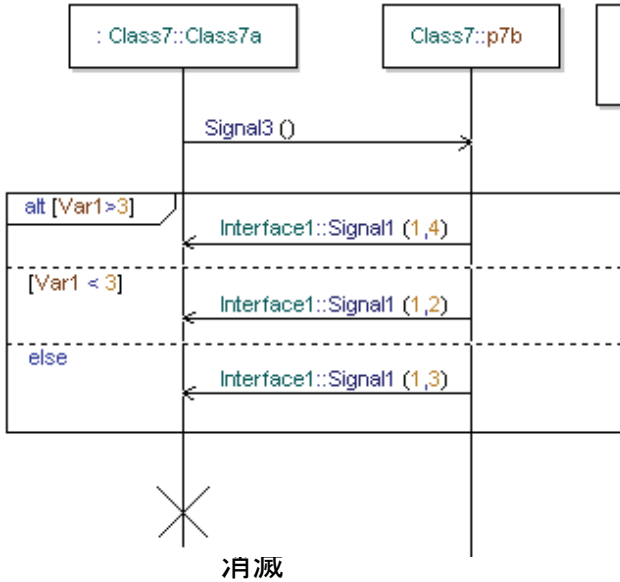 : Class7::Class7a
Class7::p7b
Signal3 ()
alt [Var1>3]
Interface1::Signal1 (1,4)
[Var1 < 3]
Interface1::Signal1 (1,2)
else
Interface1::Signal1 (1,3)
消滅